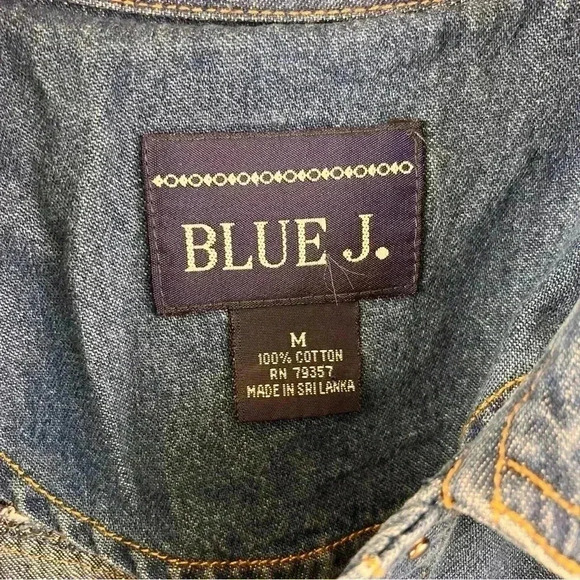 BLUE J.
M
100% COTTON
RN 79357
MADE IN SRI LANKA